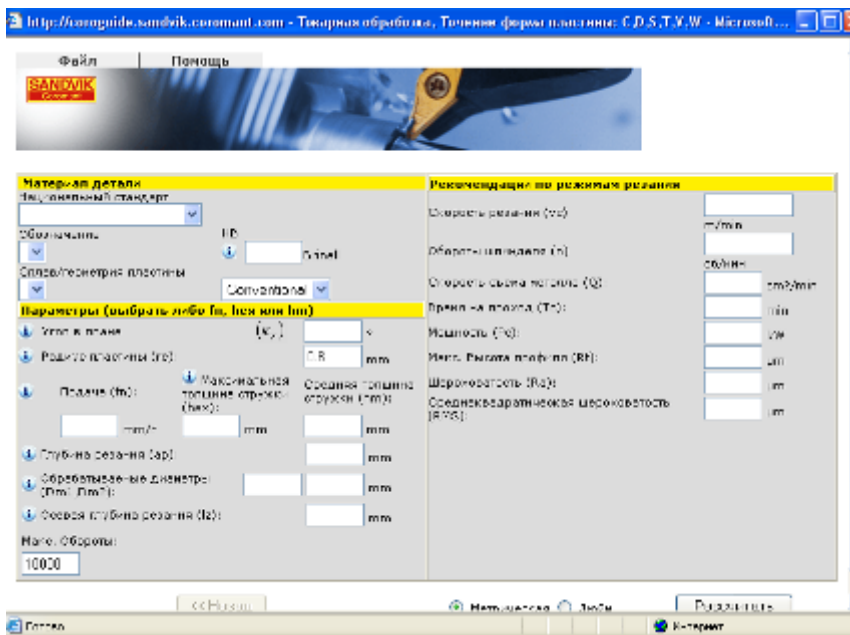 http://coroguide.sandvik.coromant.com - Токарная обработка, Точение формы пластины: C,D,S,T,V,W - Microsoft...
Файл Помощь
SANDVIK
Coromant
Материал детали
Национальный стандарт
Обозначение HB
Brinell
Сплав/геометрия пластины
Conventional
Параметры (выбрать либо fn, hex или hm)
Угол в плане (κr) °
Радиус пластины (re): 0.8 mm
Подача (fn): Максимальная толщина стружки (hex): Средняя толщина стружки (hm):
mm/r mm mm
Глубина резания (ap): mm
Обрабатываемые диаметры (Dm1,Dm2): mm
Осевая глубина резания (lz): mm
Макс. Обороты:
10000
Рекомендации по режимам резания
Скорость резания (vc)
m/min
Обороты шпинделя (n)
об/мин
Скорость съема металла (Q): cm3/min
Время на проход (Tc): min
Мощность (Pc): kW
Макс. Высота профиля (Rt): um
Шероховатость (Ra): um
Среднеквадратическая шероховатость (RMS): um
<<Назад
Метрическая Дюйм
Рассчитать
Готово Интернет